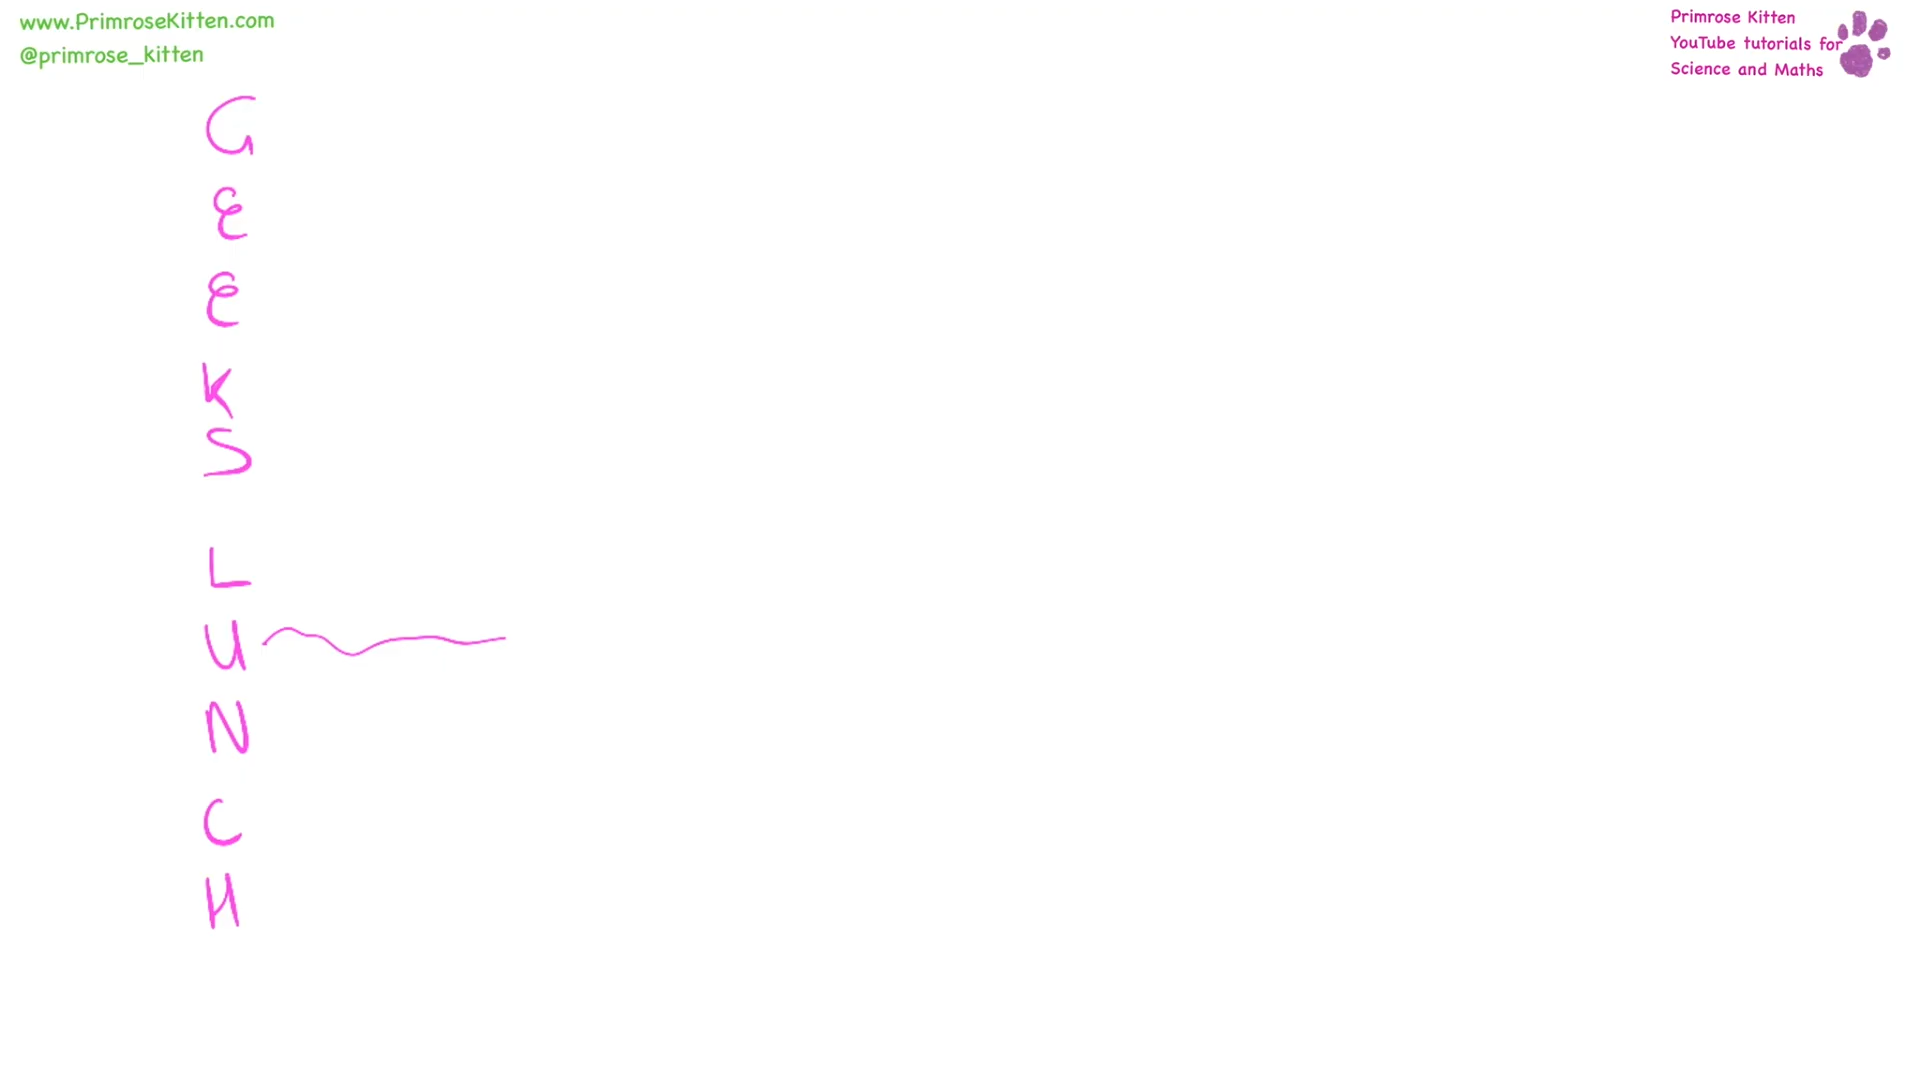 www.PrimroseKitten.com
@primrose_kitten
Primrose Kitten
YouTube tutorials for
Science and Maths
G
E
E
K
S
L
U
N
C
H